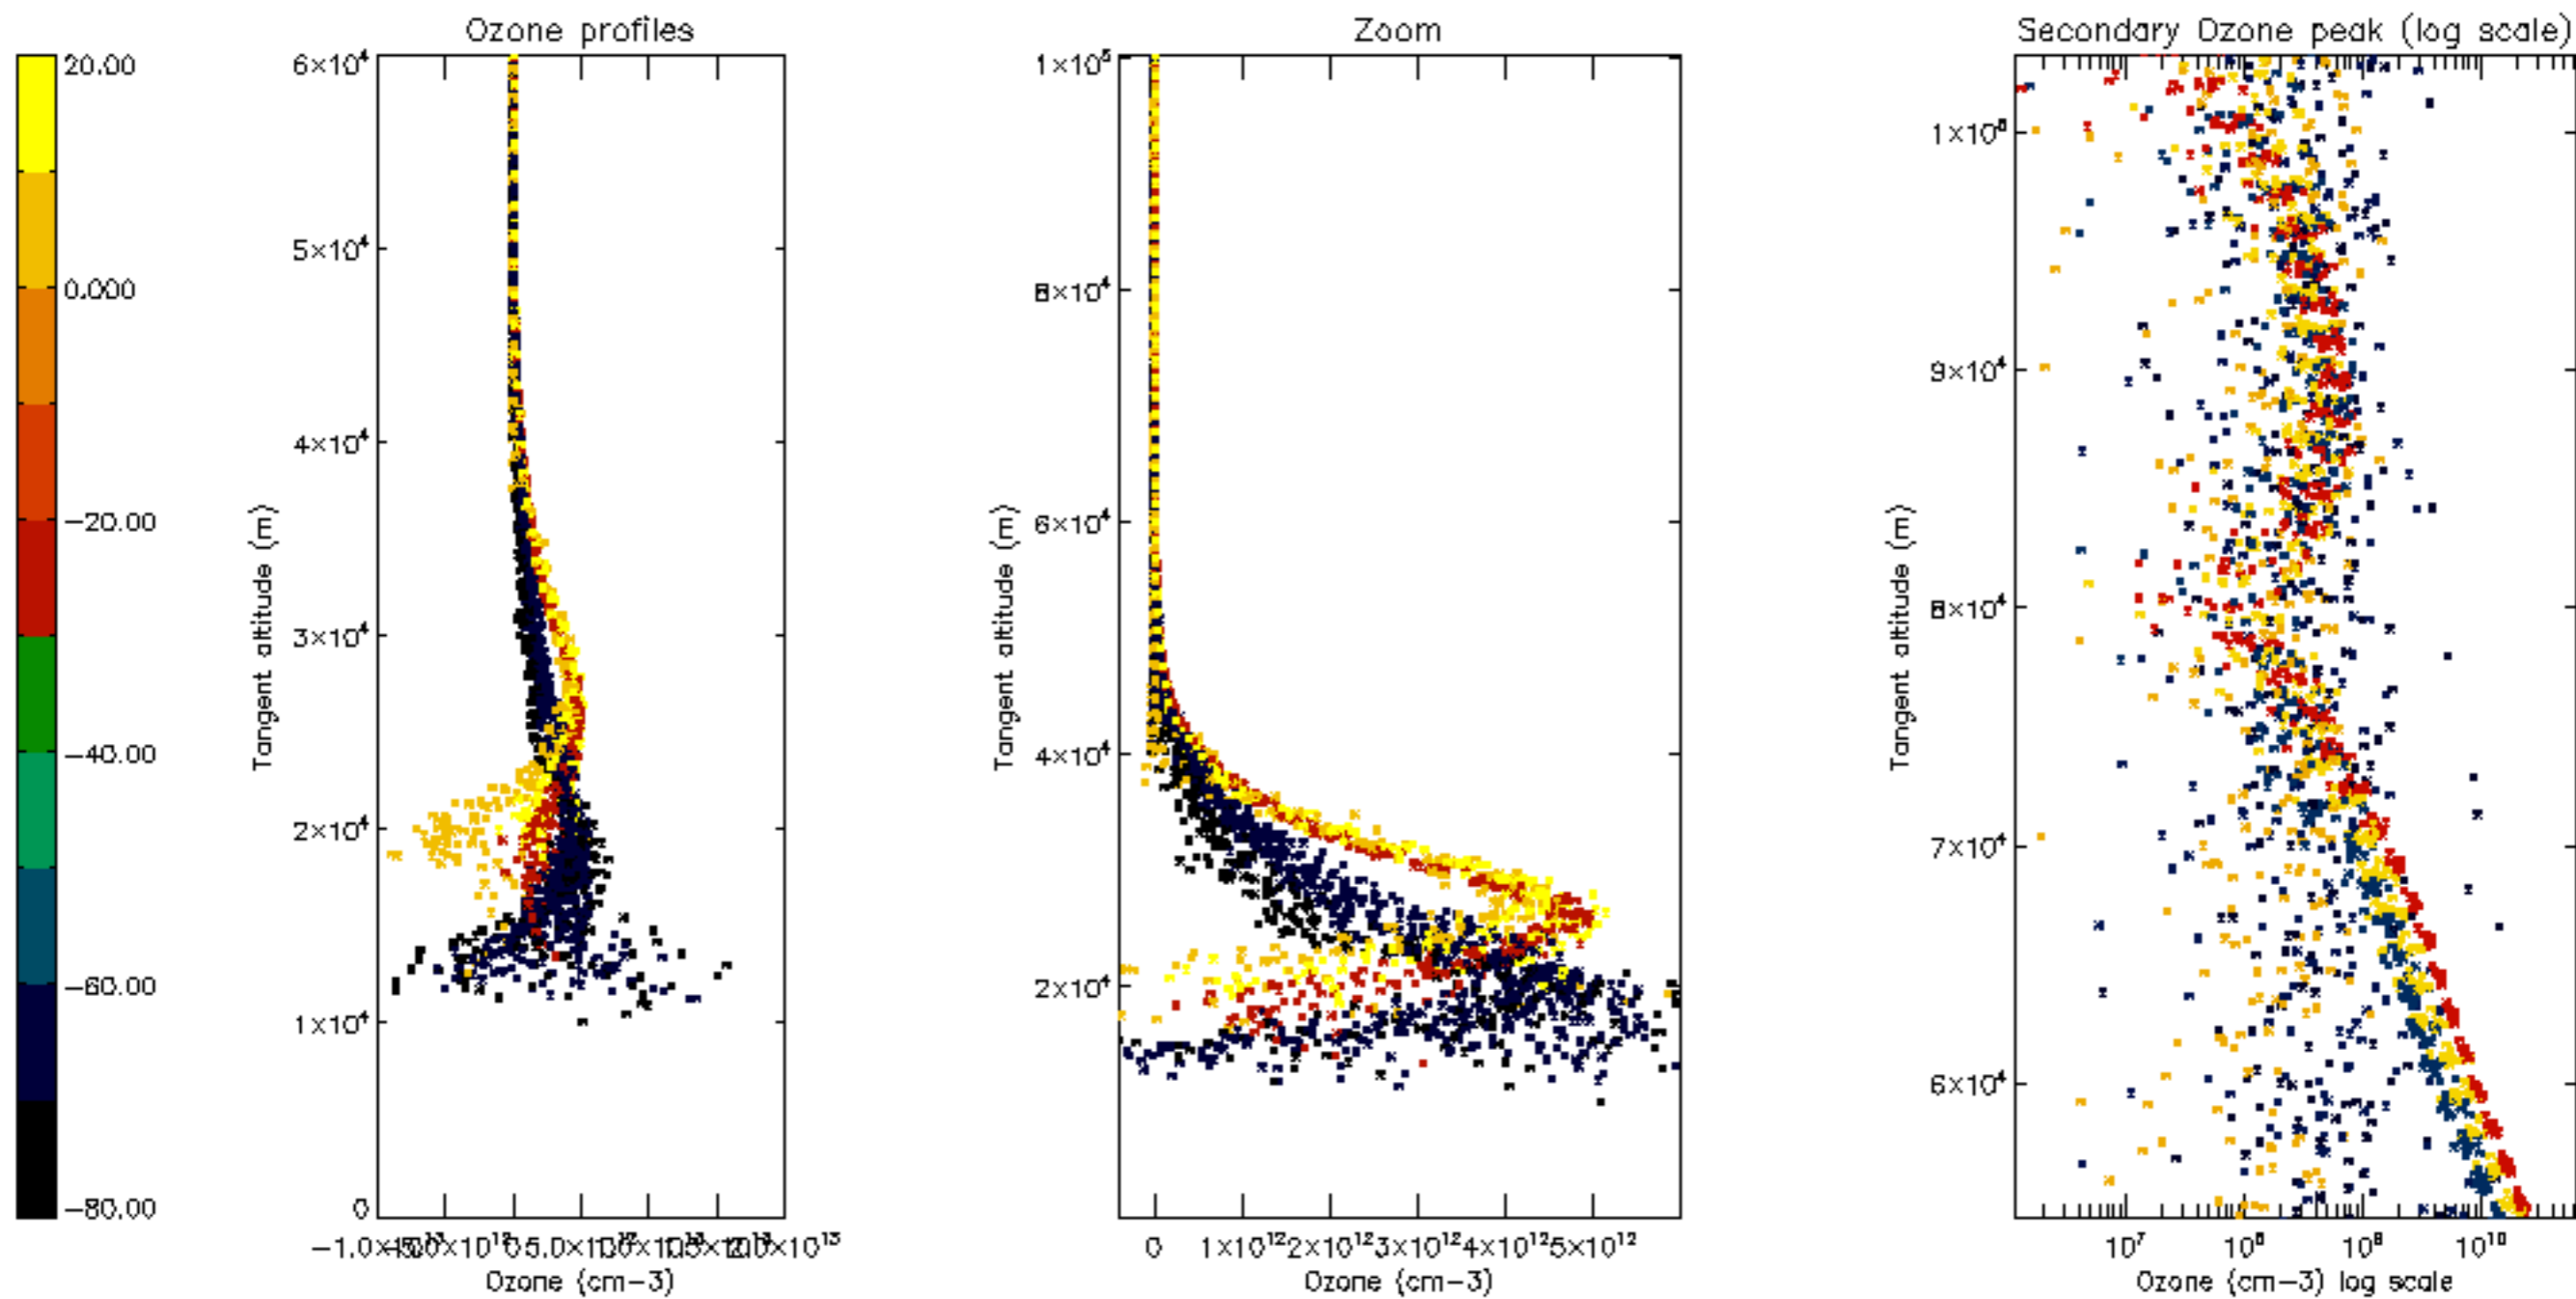 Ozone profiles
Zoom
Secondary Ozone peak (log scale)
20.00
0.000
−20.00
−40.00
−60.00
−80.00
6×10⁴
5×10⁴
4×10⁴
3×10⁴
2×10⁴
1×10⁴
0
Tangent altitude (m)
Ozone (cm−3)
1×10⁵
8×10⁴
6×10⁴
4×10⁴
2×10⁴
Tangent altitude (m)
0 1×10¹² 2×10¹² 3×10¹² 4×10¹² 5×10¹²
Ozone (cm−3)
9×10⁴
8×10⁴
7×10⁴
6×10⁴
Tangent altitude (m)
10⁷ 10⁸ 10⁹ 10¹⁰
Ozone (cm−3) log scale